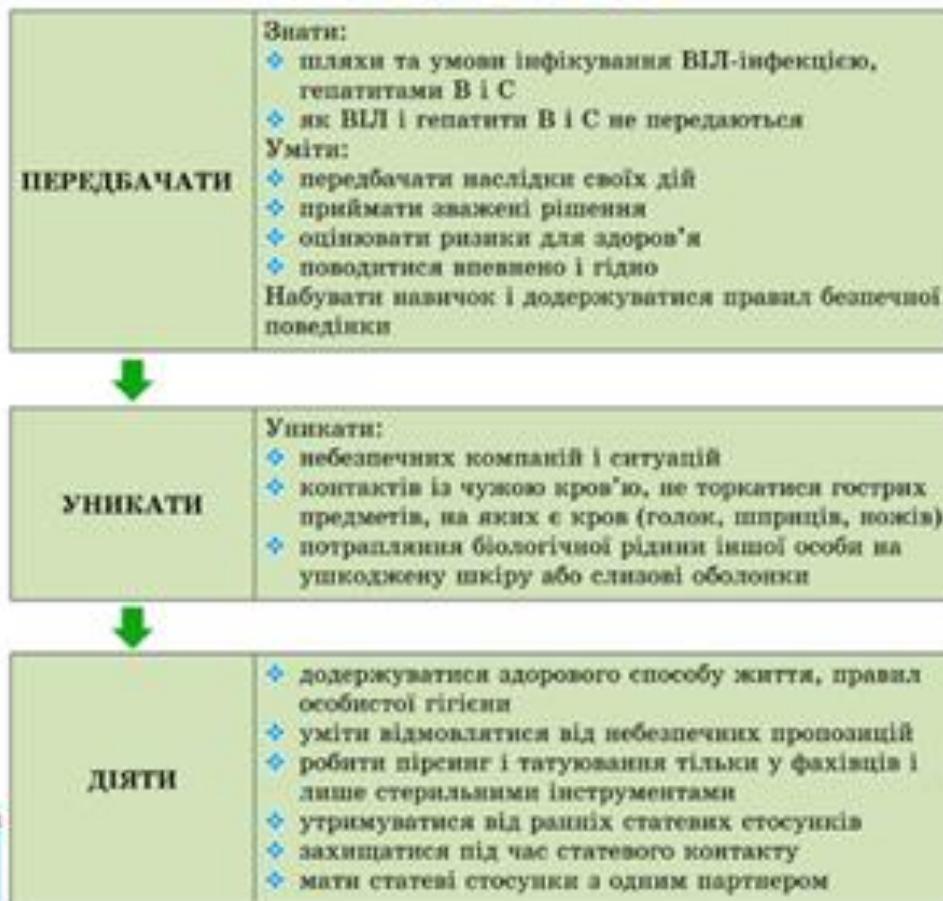 ПЕРЕДБАЧАТИ
Знати:
❖ шляхи та умови інфікування ВІЛ-інфекцією,
гепатитами В і С
❖ як ВІЛ і гепатити В і С не передаються
Уміти:
❖ передбачати наслідки своїх дій
❖ приймати зважені рішення
❖ оцінювати ризики для здоров’я
❖ поводитися впевнено і гідно
Набувати навичок і додержуватися правил безпечної
поведінки
УНИКАТИ
Уникати:
❖ небезпечних компаній і ситуацій
❖ контактів із чужою кров’ю, не торкатися гострих
предметів, на яких є кров (голок, шприців, ножів)
❖ потрапляння біологічної рідини іншої особи на
ушкоджену шкіру або слизові оболонки
ДІЯТИ
❖ додержуватися здорового способу життя, правил
особистої гігієни
❖ уміти відмовлятися від небезпечних пропозицій
❖ робити пірсинг і татуювання тільки у фахівців і
лише стерильними інструментами
❖ утримуватися від ранніх статевих стосунків
❖ захищатися під час статевого контакту
❖ мати статеві стосунки з одним партнером